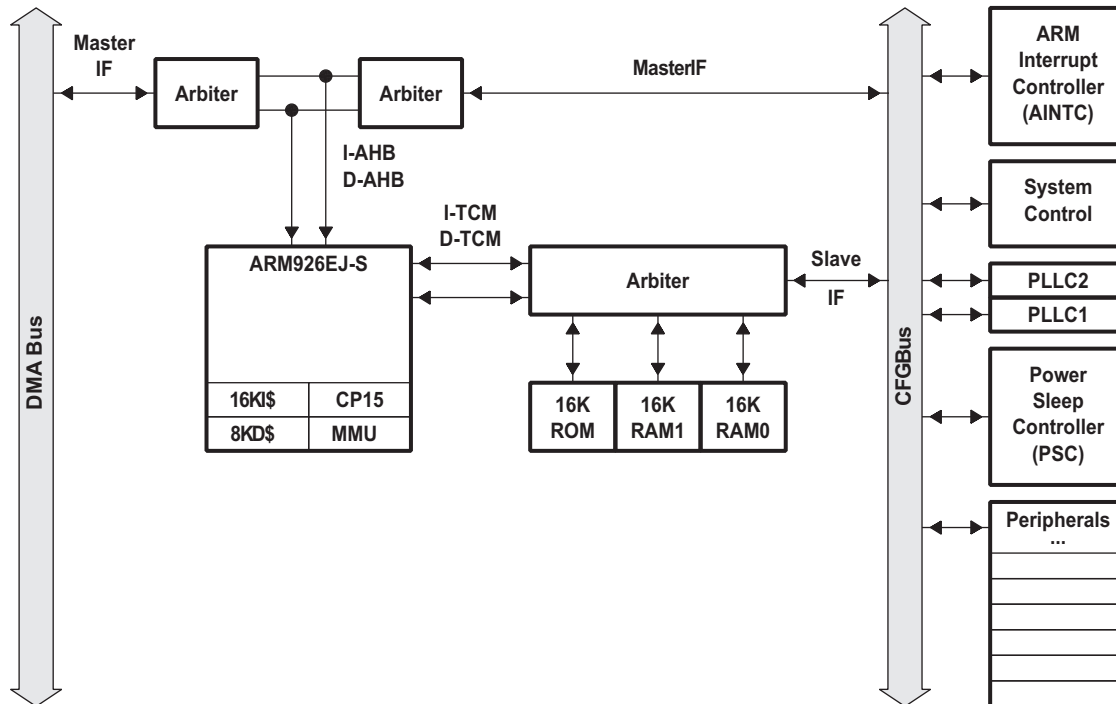 Master
IF
Arbiter
Arbiter
MasterIF
ARM
Interrupt
Controller
(AINTC)
I-AHB
D-AHB
System
Control
I-TCM
D-TCM
ARM926EJ-S
Arbiter
Slave
IF
PLLC2
PLLC1
DMA Bus
CFGBus
16KI$
CP15
8KD$
MMU
16K
ROM
16K
RAM1
16K
RAM0
Power
Sleep
Controller
(PSC)
Peripherals
...